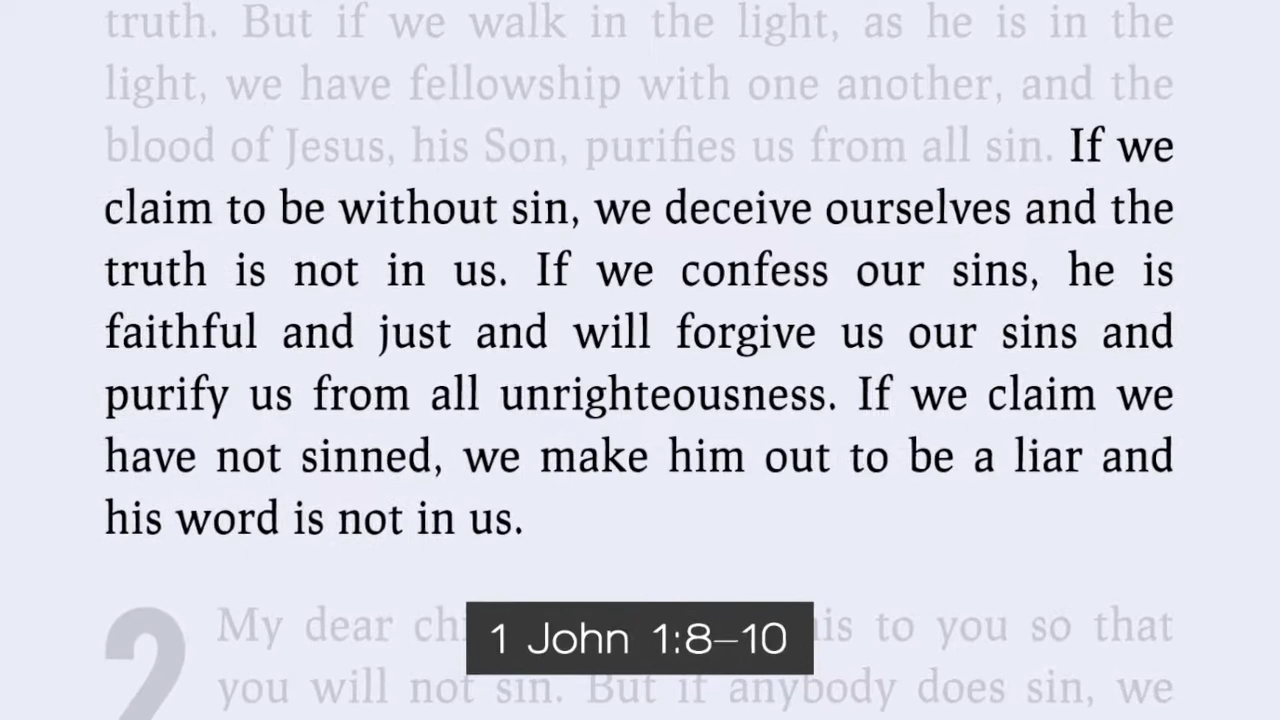 truth. But if we walk in the light, as he is in the
light, we have fellowship with one another, and the
blood of Jesus, his Son, purifies us from all sin. If we
claim to be without sin, we deceive ourselves and the
truth is not in us. If we confess our sins, he is
faithful and just and will forgive us our sins and
purify us from all unrighteousness. If we claim we
have not sinned, we make him out to be a liar and
his word is not in us.
2 My dear to you so that
1 John 1:8–10
you will not sin. But if anybody does sin, we